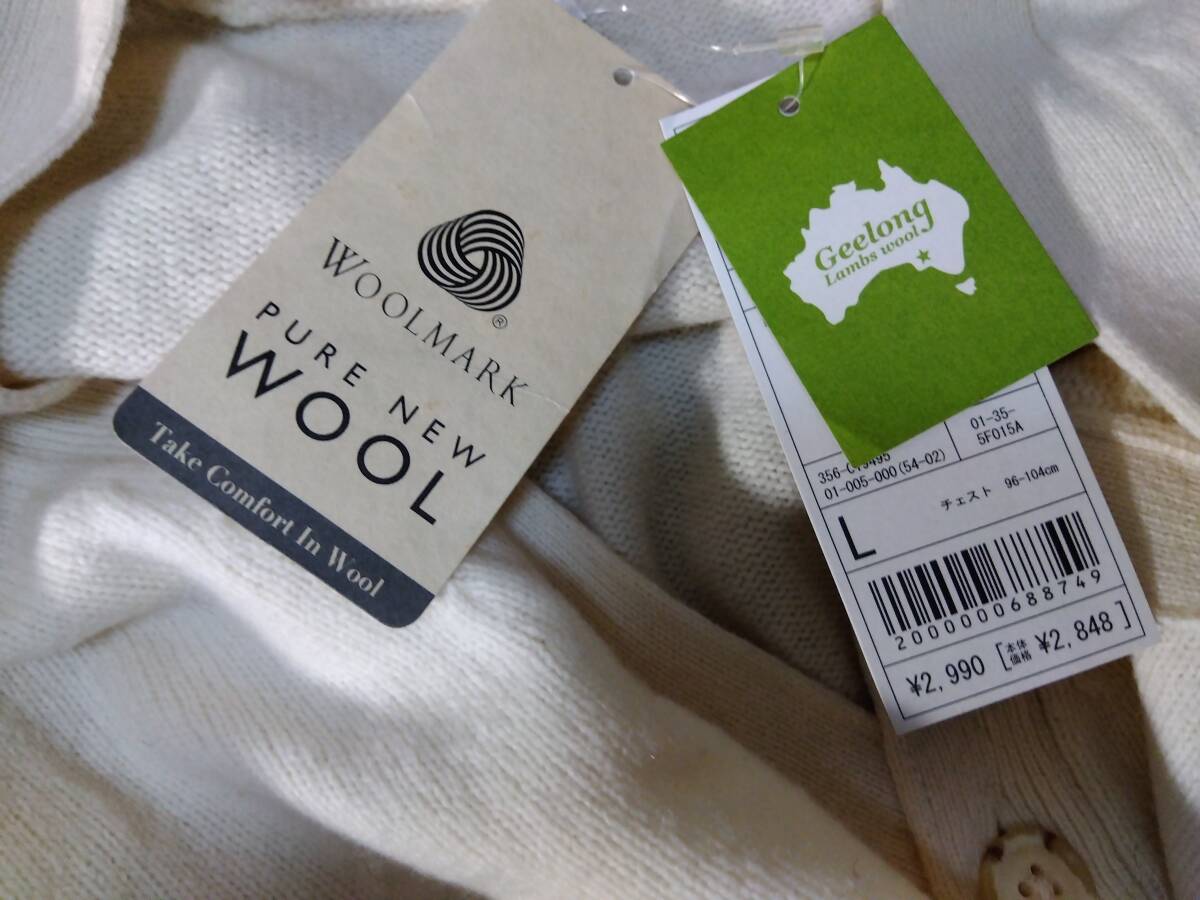 WOOLMARK
®
PURE NEW
WOOL
Take Comfort In Wool
Geelong
Lambs wool
01-35-
5F015A
01-005-000(54-02)
チェスト 96-104cm
L
2000000688749
¥2,990 [本体価格 ¥2,848 ]